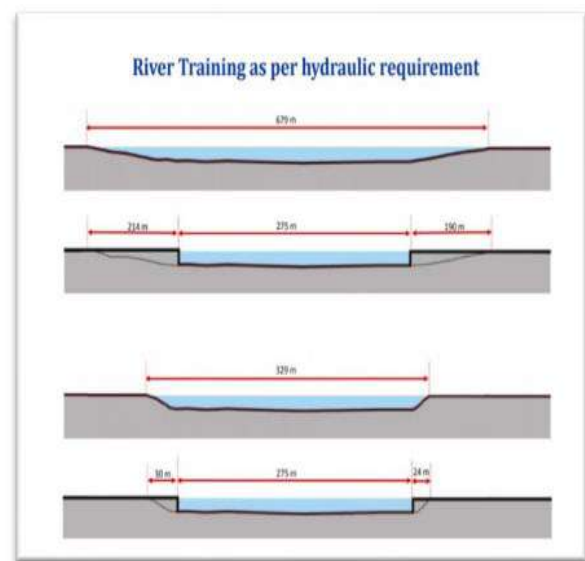 River Training as per hydraulic requirement
679 m
214 m 275 m 190 m
329 m
30 m 275 m 24 m